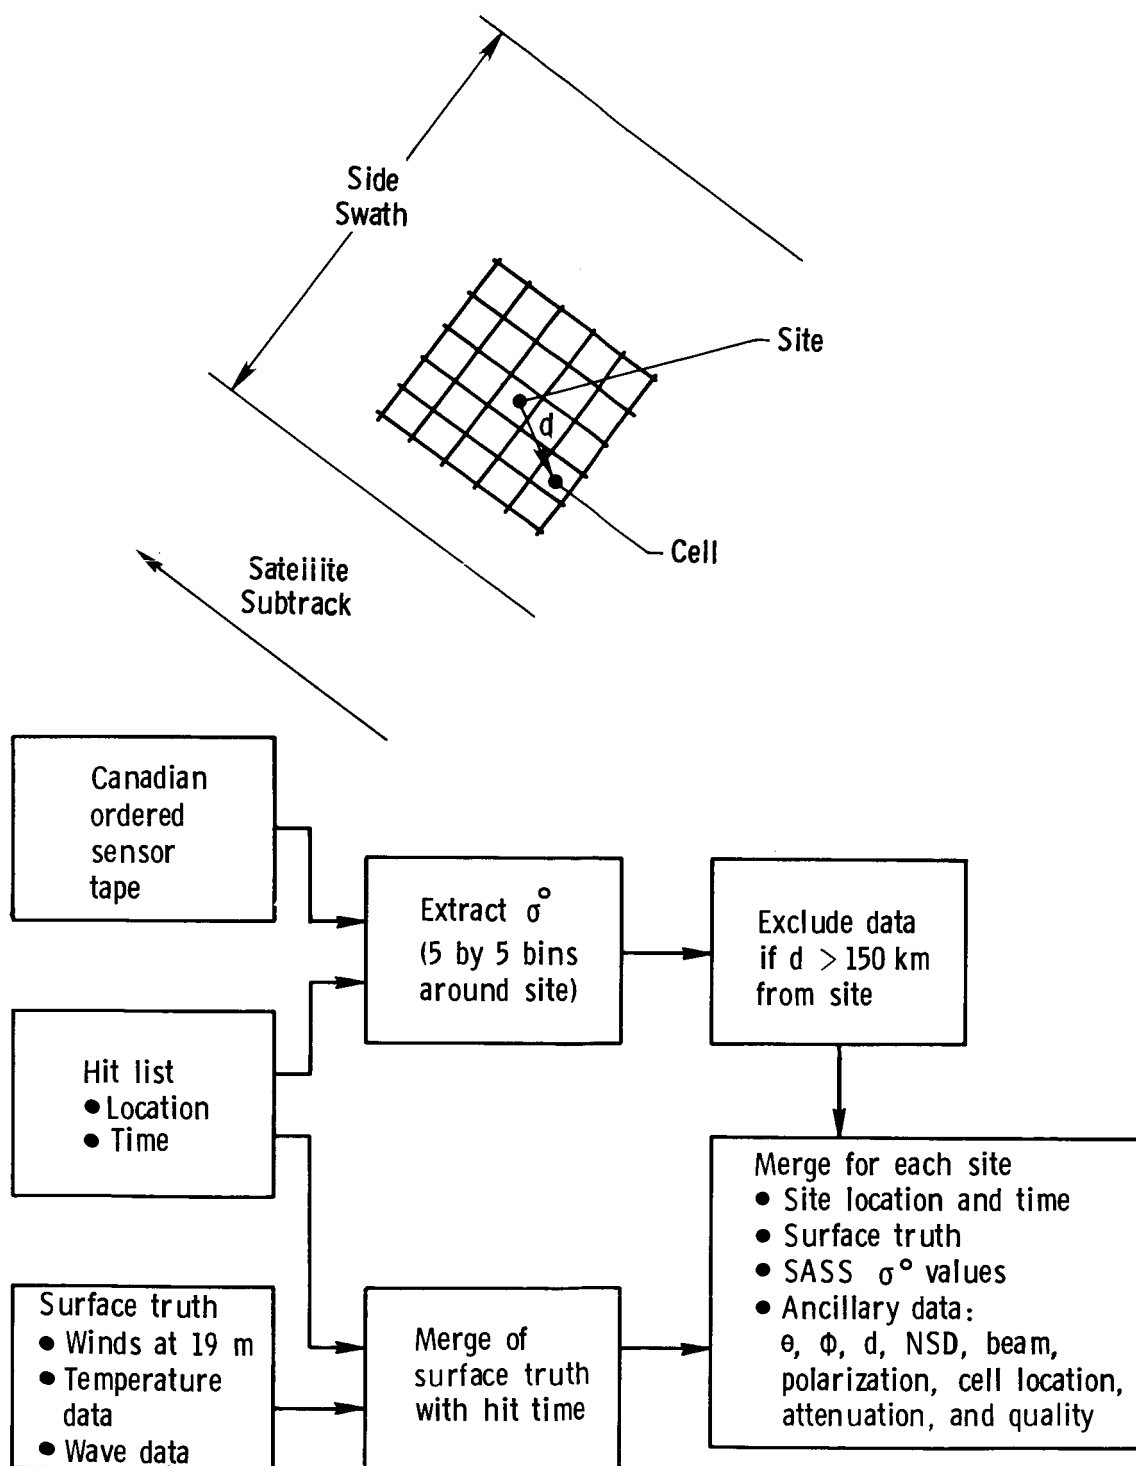 Side
Swath
Site
d
Cell
Satellite
Subtrack
Canadian
ordered
sensor
tape
Extract σ°
(5 by 5 bins
around site)
Exclude data
if d > 150 km
from site
Hit list
● Location
● Time
Merge for each site
● Site location and time
● Surface truth
● SASS σ° values
● Ancillary data:
θ, Φ, d, NSD, beam,
polarization, cell location,
attenuation, and quality
Surface truth
● Winds at 19 m
● Temperature
data
● Wave data
Merge of
surface truth
with hit time